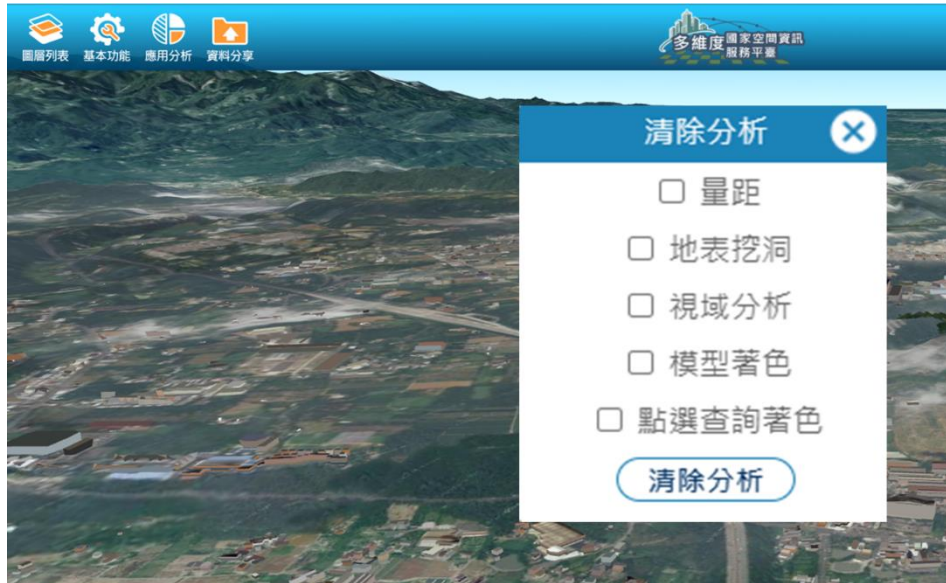 圖層列表 基本功能 應用分析 資料分享
多維度國家空間資訊服務平臺
清除分析
量距
地表挖洞
視域分析
模型著色
點選查詢著色
清除分析